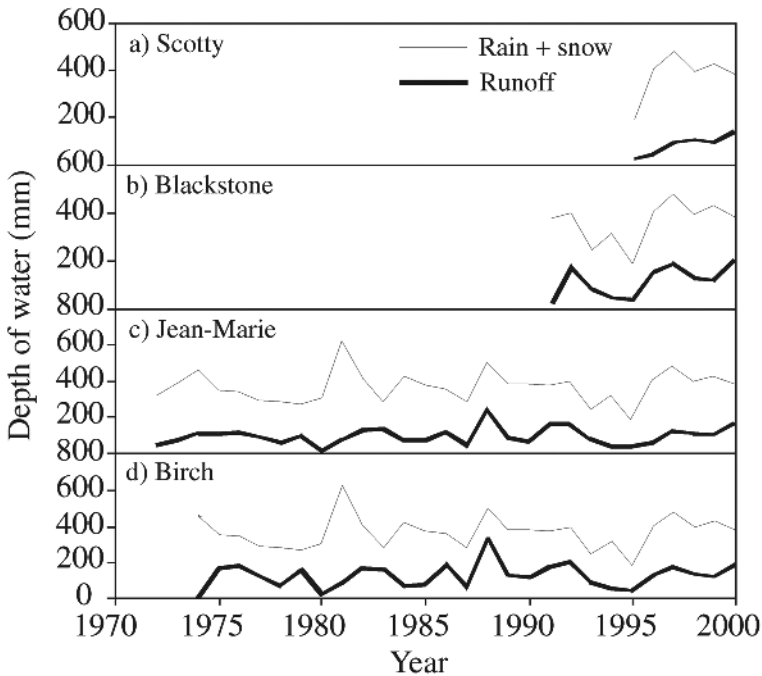 600
a) Scotty
Rain + snow
400
Runoff
200
600
b) Blackstone
400
200
800
c) Jean-Marie
600
400
200
800
d) Birch
600
400
200
0
1970 1975 1980 1985 1990 1995 2000
Year
Depth of water (mm)